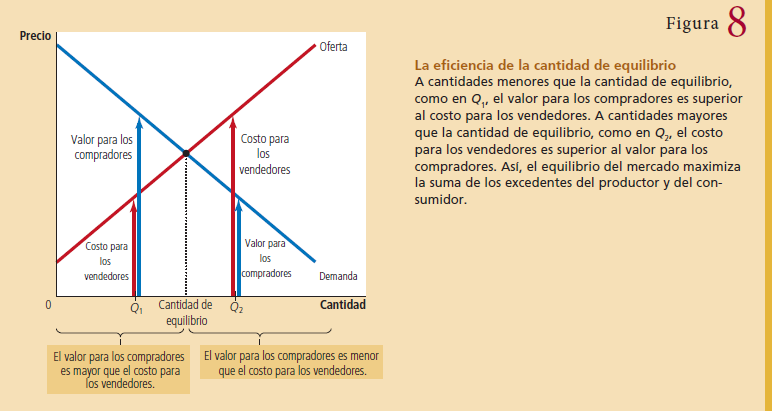 Figura 8
La eficiencia de la cantidad de equilibrio
A cantidades menores que la cantidad de equilibrio,
como en Q1, el valor para los compradores es superior
al costo para los vendedores. A cantidades mayores
que la cantidad de equilibrio, como en Q2, el costo
para los vendedores es superior al valor para los
compradores. Así, el equilibrio del mercado maximiza
la suma de los excedentes del productor y del con-
sumidor.
Precio
Oferta
Valor para los
compradores
Costo para
los
vendedores
Costo para
los
vendedores
Valor para
los
compradores
Demanda
0
Q1
Cantidad de
equilibrio
Q2
Cantidad
El valor para los compradores
es mayor que el costo para
los vendedores.
El valor para los compradores es menor
que el costo para los vendedores.